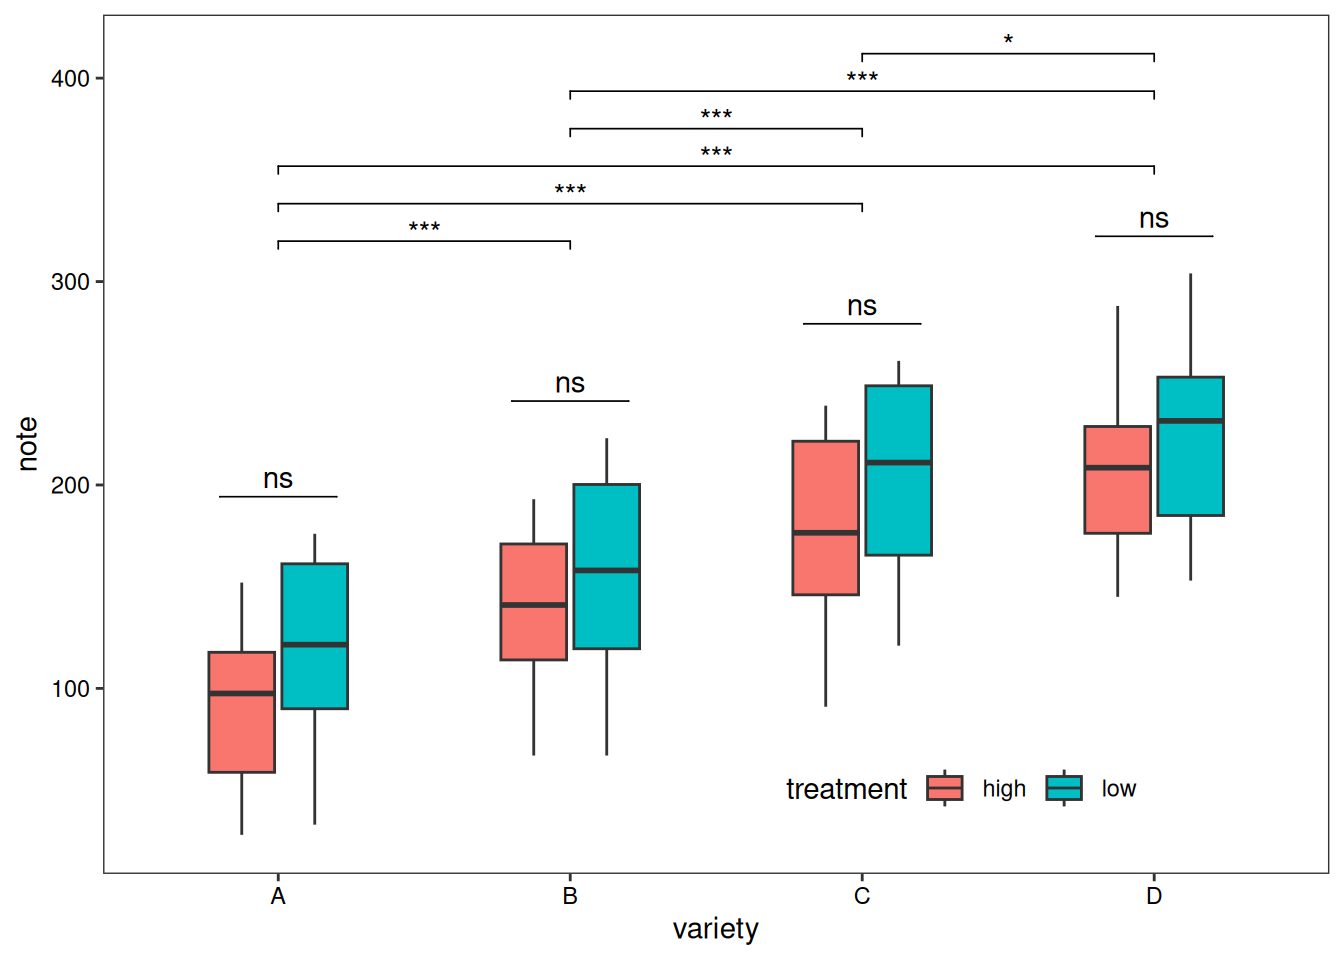 *
400
***
***
***
***
***
ns
300
ns
ns
note
200
ns
100
treatment high low
A B C D
variety